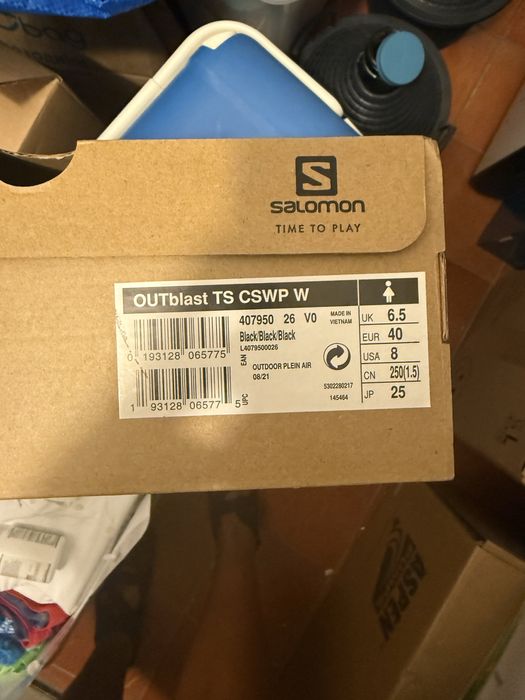 S
salomon
TIME TO PLAY
OUTblast TS CSWP W
407950 26 V0
MADE IN
VIETNAM
Black/Black/Black
L40795000026
EAN
0 193128 065775
OUTDOOR PLEIN AIR
08/21
5302280217
145464
1 93128 06577 5
UPC
UK 6.5
EUR 40
USA 8
CN 250(1.5)
JP 25
ASPEN